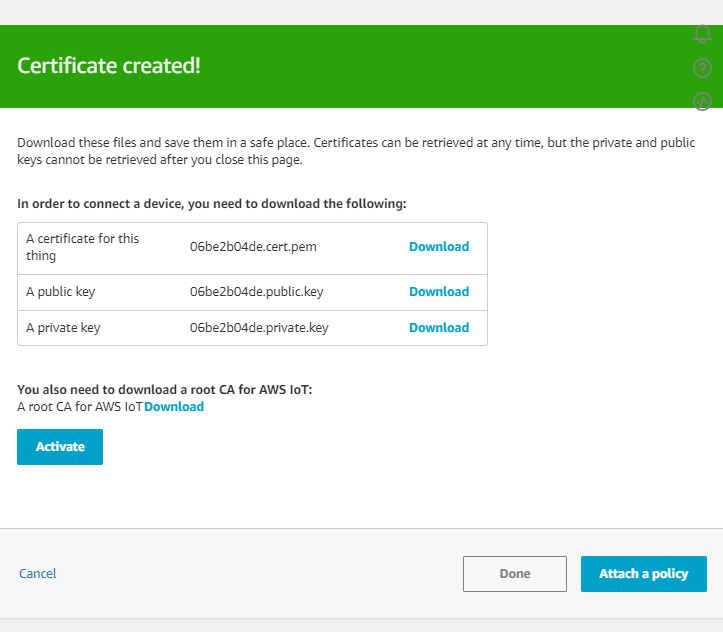 Certificate created!
Download these files and save them in a safe place. Certificates can be retrieved at any time, but the private and public
keys cannot be retrieved after you close this page.
In order to connect a device, you need to download the following:
A certificate for this
thing
06be2b04de.cert.pem
Download
A public key
06be2b04de.public.key
Download
A private key
06be2b04de.private.key
Download
You also need to download a root CA for AWS IoT:
A root CA for AWS IoT Download
Activate
Cancel
Done
Attach a policy